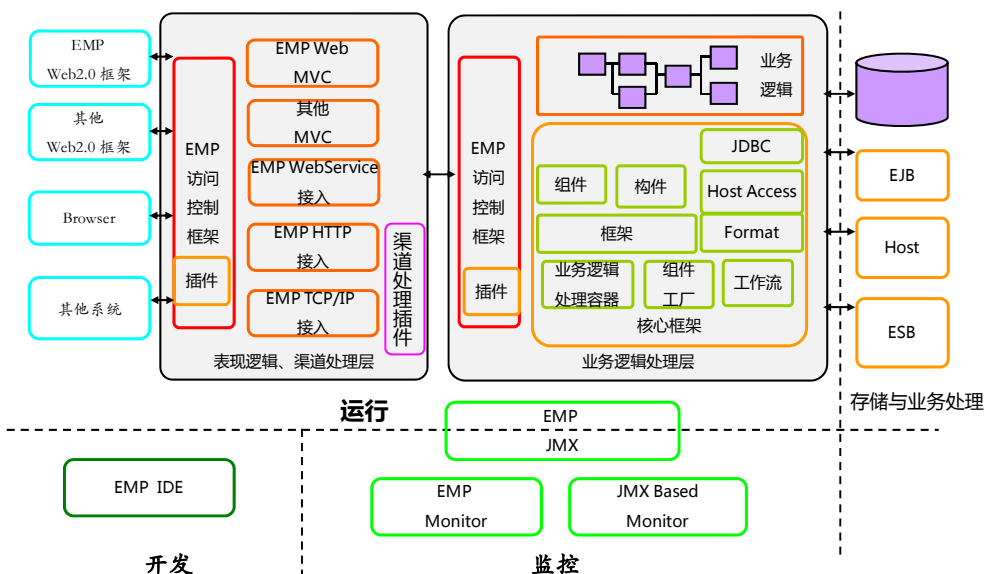 EMP
Web2.0 框架
其他
Web2.0 框架
Browser
其他系统
EMP
访问
控制
框架
插件
EMP Web
MVC
其他
MVC
EMP WebService
接入
EMP HTTP
接入
EMP TCP/IP
接入
渠道处理插件
表现逻辑、渠道处理层
EMP
访问
控制
框架
插件
业务
逻辑
JDBC
组件
构件
Host Access
框架
Format
业务逻辑
处理容器
组件
工厂
工作流
核心框架
业务逻辑处理层
EJB
Host
ESB
存储与业务处理
运行
EMP
JMX
EMP IDE
EMP
Monitor
JMX Based
Monitor
开发
监控